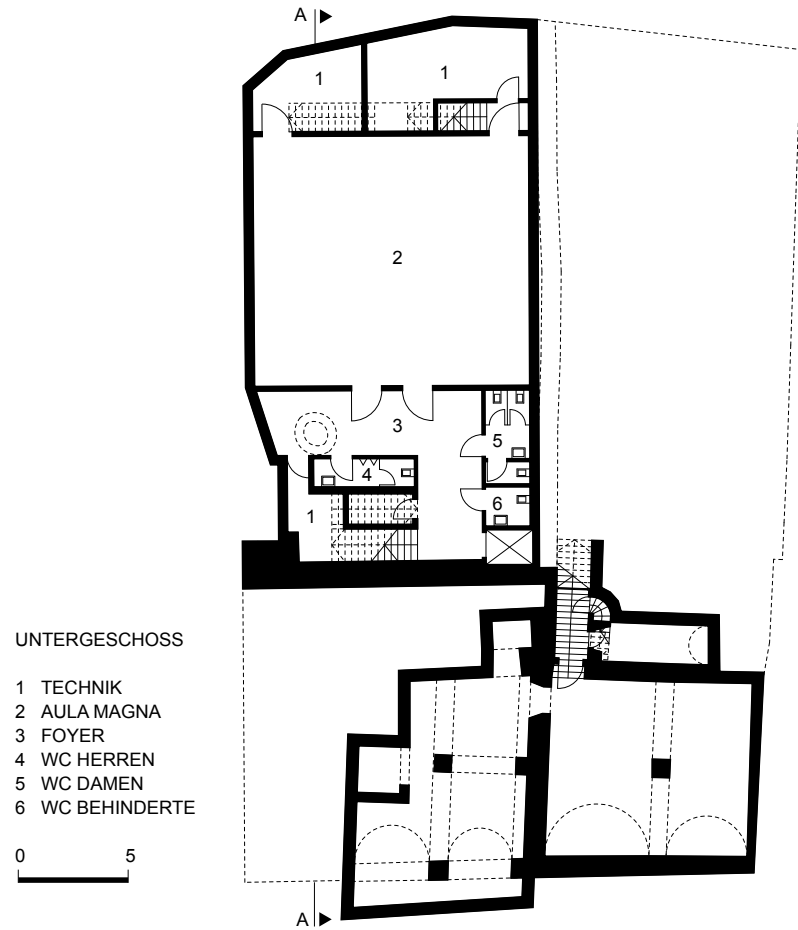 A
1
1
2
3
5
4
6
1
UNTERGESCHOSS
1 TECHNIK
2 AULA MAGNA
3 FOYER
4 WC HERREN
5 WC DAMEN
6 WC BEHINDERTE
0 5
A